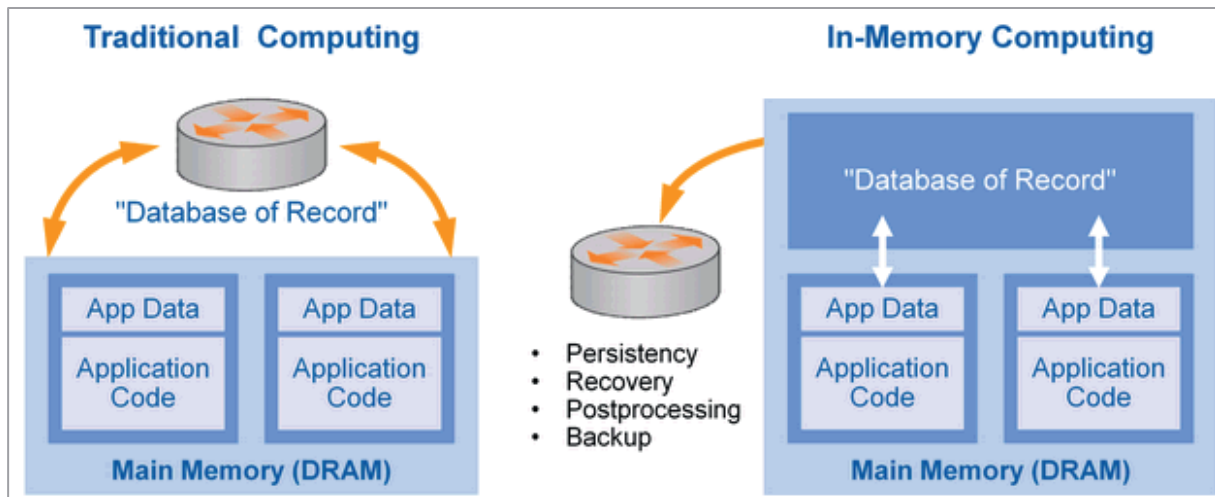 Traditional Computing
"Database of Record"
App Data
Application
Code
App Data
Application
Code
Main Memory (DRAM)
• Persistency
• Recovery
• Postprocessing
• Backup
In-Memory Computing
"Database of Record"
App Data
Application
Code
App Data
Application
Code
Main Memory (DRAM)